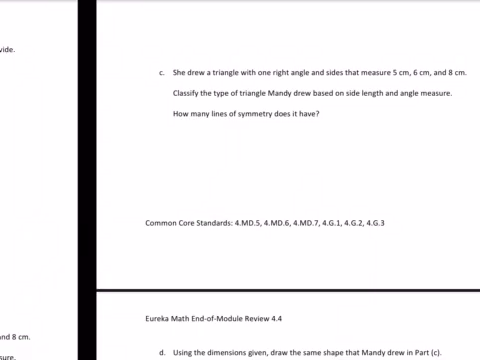 vide.
c. She drew a triangle with one right angle and sides that measure 5 cm, 6 cm, and 8 cm.
Classify the type of triangle Mandy drew based on side length and angle measure.
How many lines of symmetry does it have?
Common Core Standards: 4.MD.5, 4.MD.6, 4.MD.7, 4.G.1, 4.G.2, 4.G.3
Eureka Math End-of-Module Review 4.4
nd 8 cm.
d. Using the dimensions given, draw the same shape that Mandy drew in Part (c).
sure.